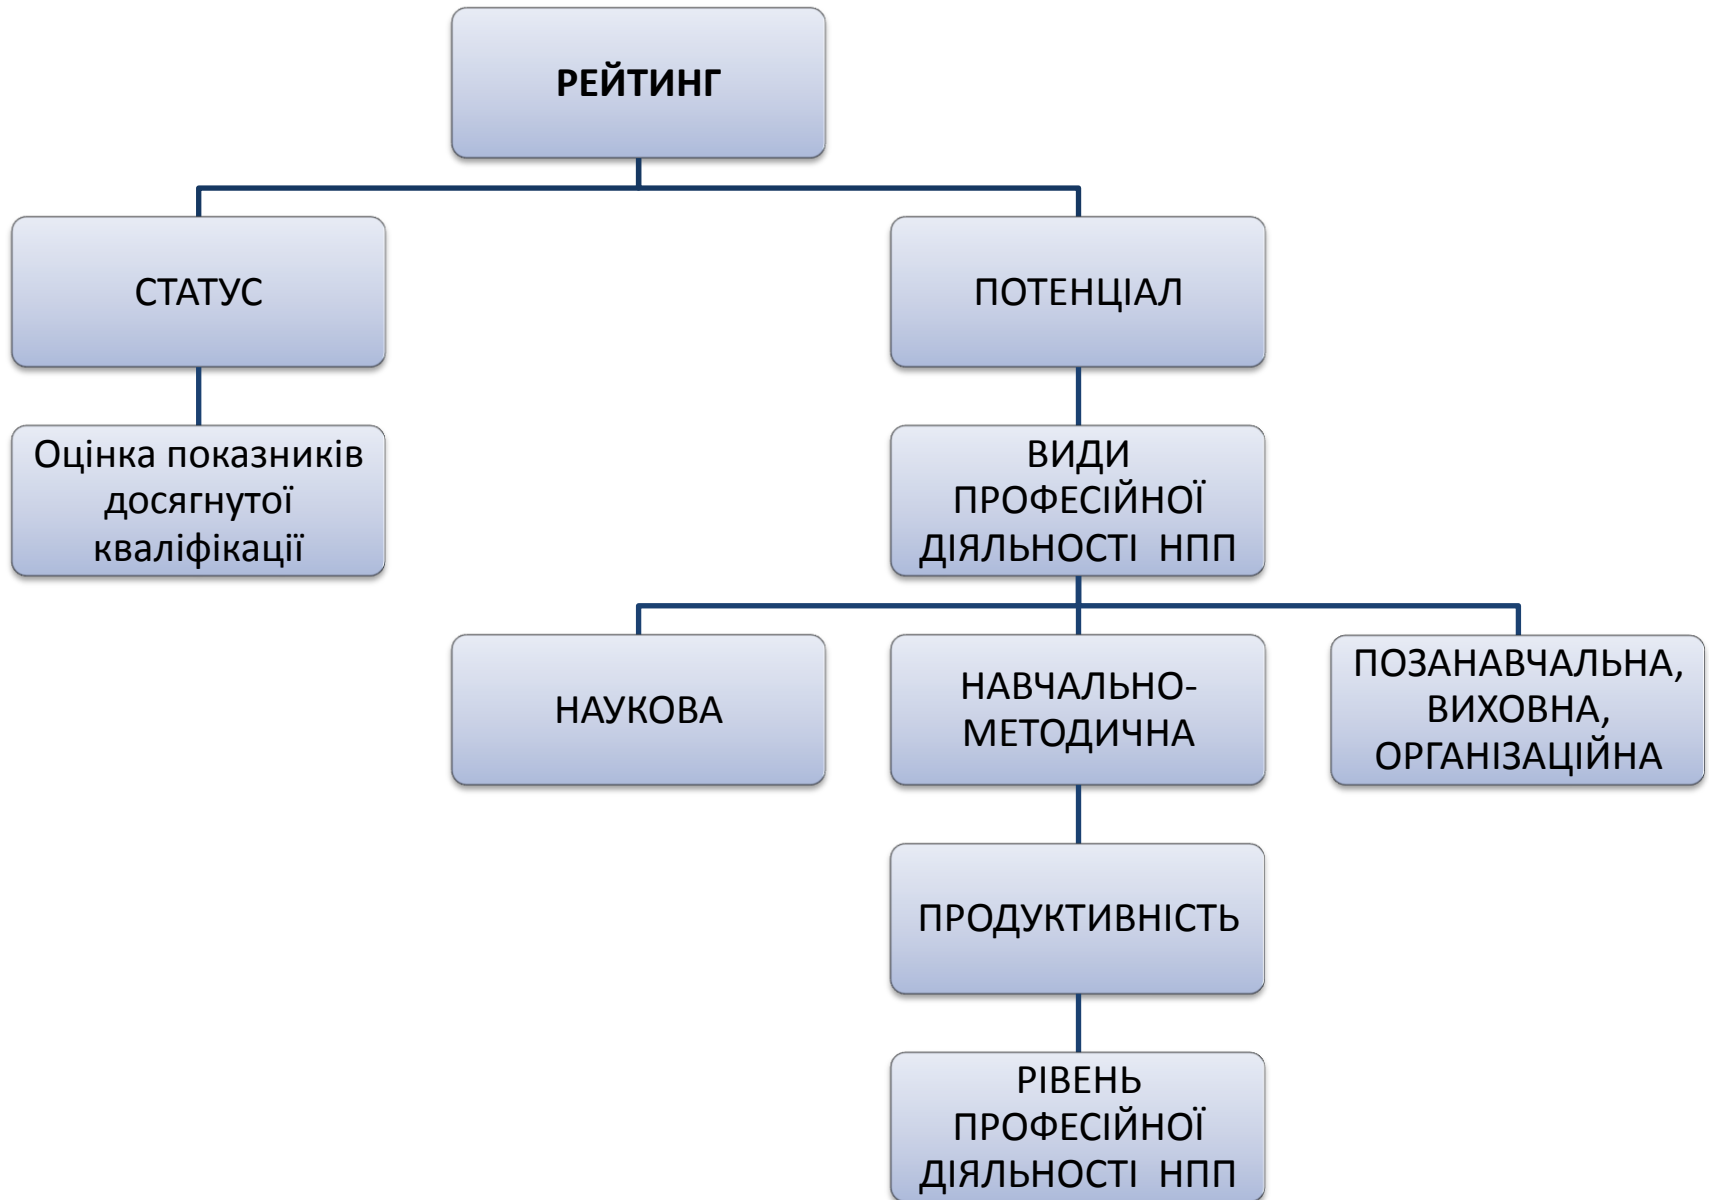 РЕЙТИНГ
СТАТУС
ПОТЕНЦІАЛ
Оцінка показників
досягнутої
кваліфікації
ВИДИ
ПРОФЕСІЙНОЇ
ДІЯЛЬНОСТІ НПП
НАУКОВА
НАВЧАЛЬНО-
МЕТОДИЧНА
ПОЗАНАВЧАЛЬНА,
ВИХОВНА,
ОРГАНІЗАЦІЙНА
ПРОДУКТИВНІСТЬ
РІВЕНЬ
ПРОФЕСІЙНОЇ
ДІЯЛЬНОСТІ НПП